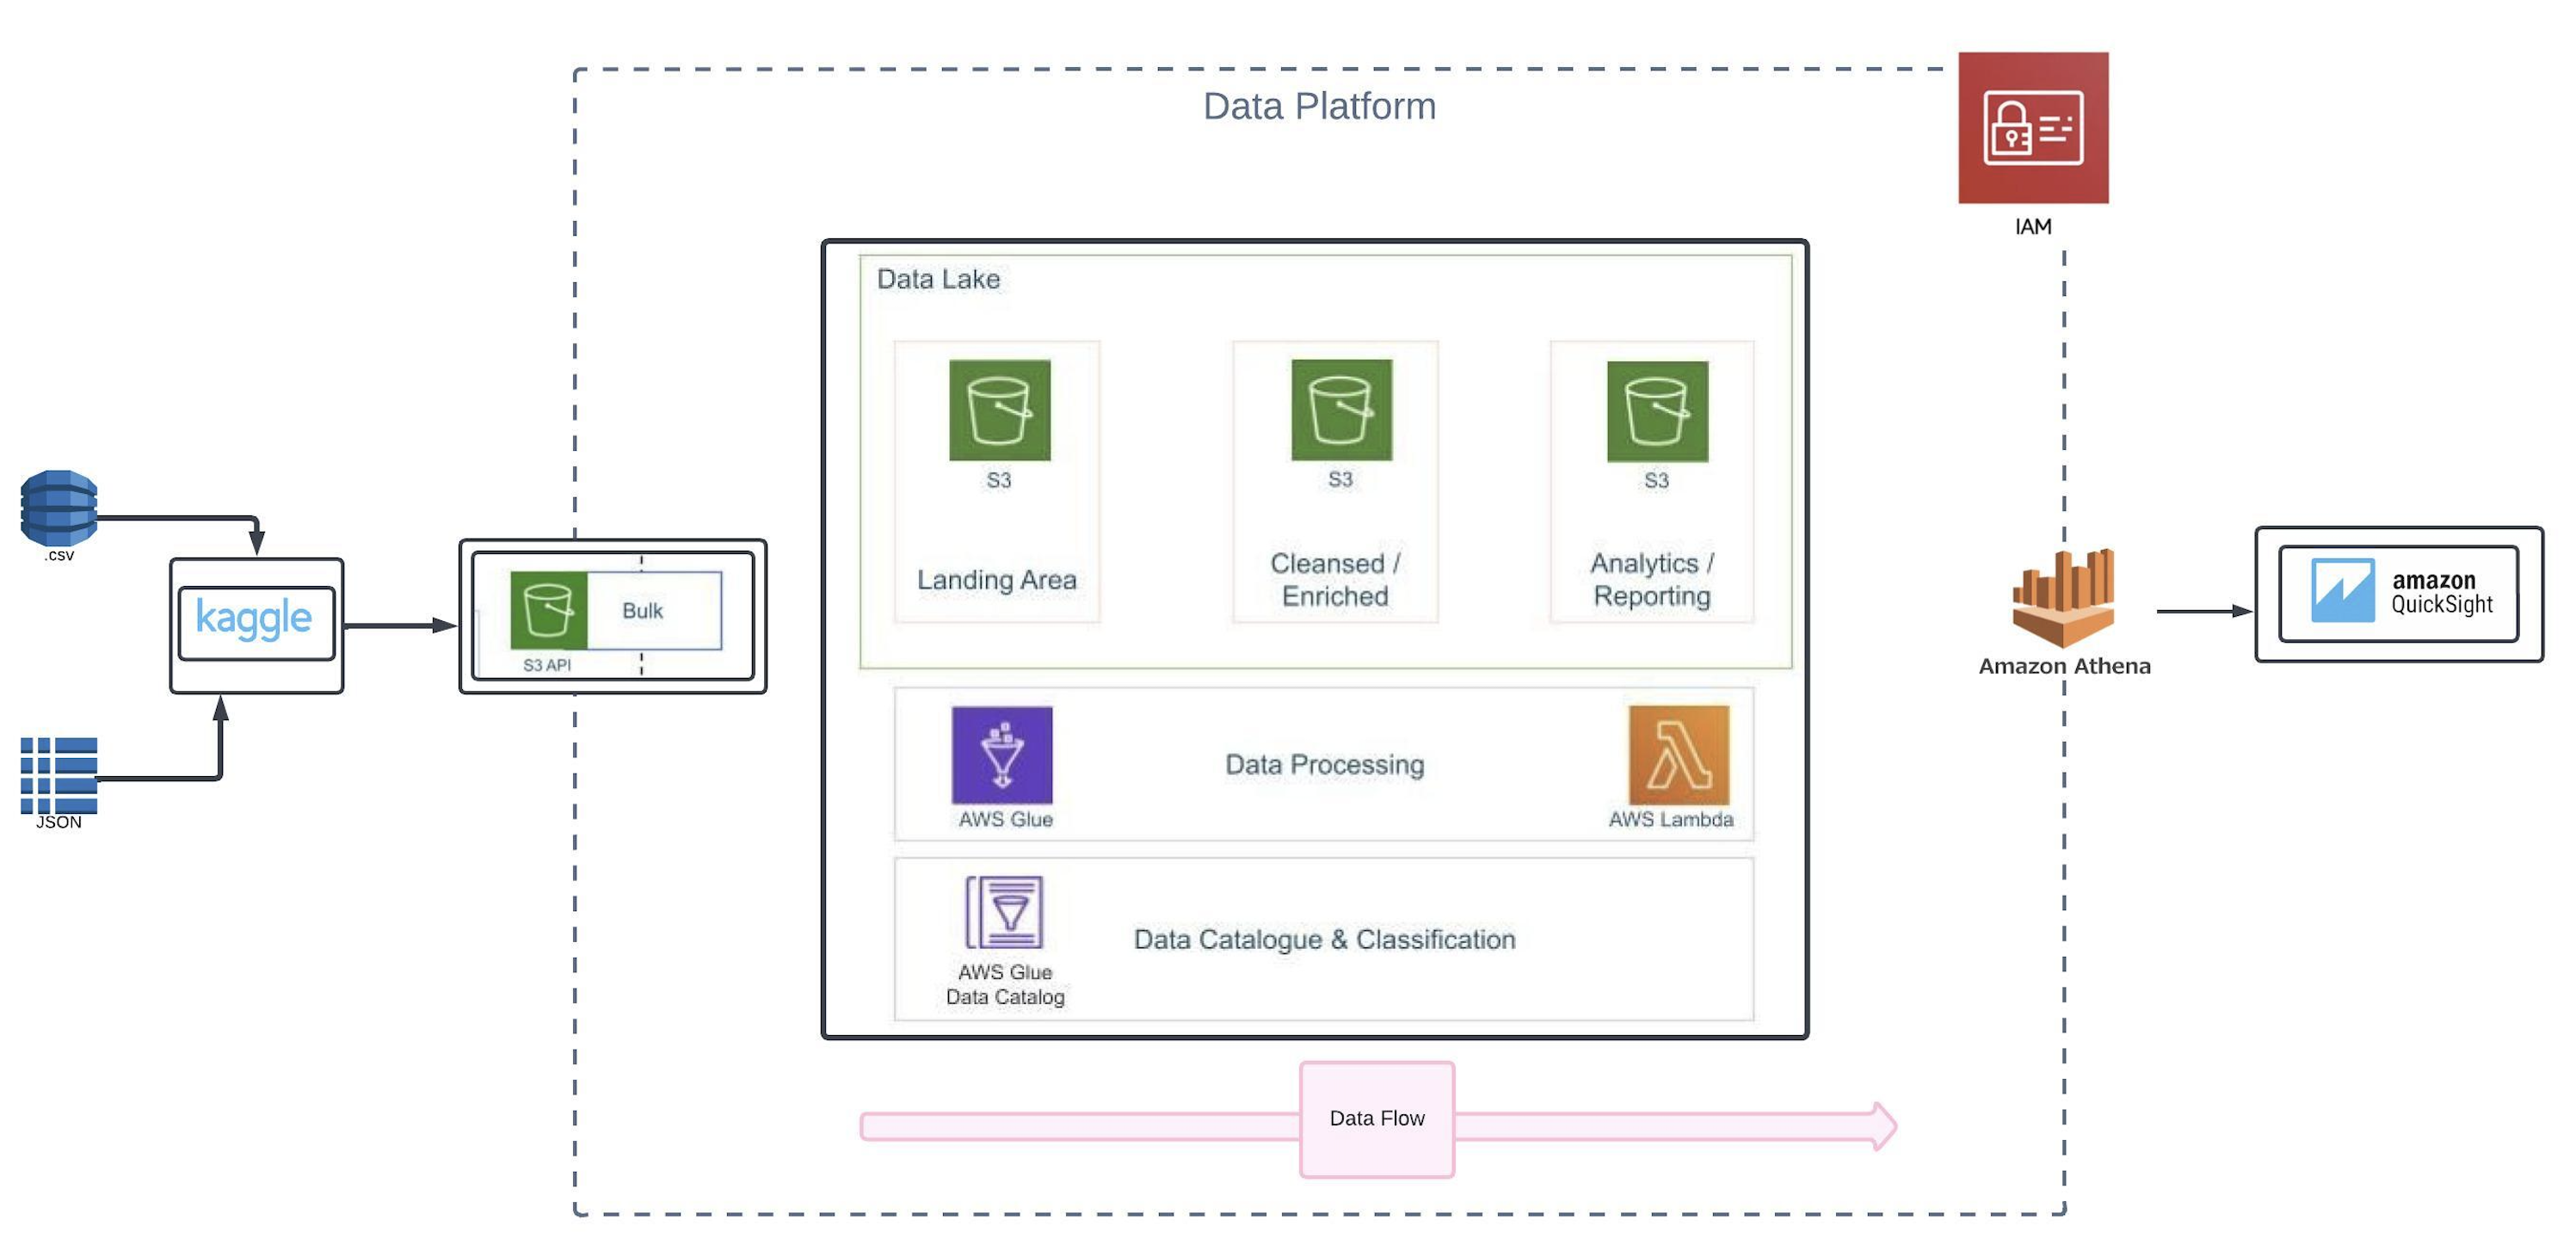 Data Platform
IAM
Data Lake
S3
S3
S3
Landing Area
Cleansed /
Enriched
Analytics /
Reporting
.csv
kaggle
JSON
Bulk
S3 API
AWS Glue
Data Processing
AWS Lambda
AWS Glue
Data Catalog
Data Catalogue & Classification
Amazon Athena
amazon
QuickSight
Data Flow